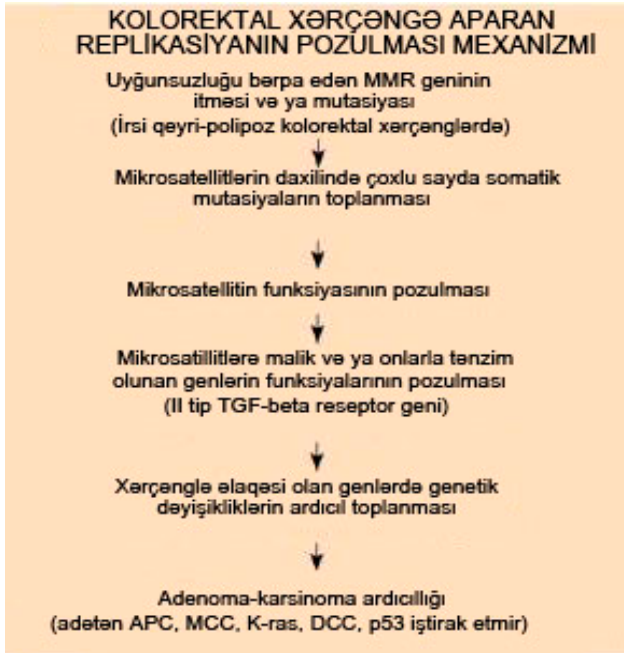 KOLOREKTAL XƏRÇƏNGƏ APARAN
REPLİKASİYANIN POZULMASI MEXANİZMİ
Uyğunsuzluğu bərpa edən MMR geninin
itməsi və ya mutasiyası
(İrsi qeyri-polipoz kolorektal xərçənglərdə)
Mikrosatellitlərin daxilində çoxlu sayda somatik
mutasiyaların toplanması
Mikrosatellitin funksiyasının pozulması
Mikrosatillitlərə malik və ya onlarla tənzim
olunan genlərin funksiyalarının pozulması
(II tip TGF-beta reseptor geni)
Xərçənglə əlaqəsi olan genlərdə genetik
dəyişikliklərin ardıcıl toplanması
Adenoma-karsinoma ardıcıllığı
(adətən APC, MCC, K-ras, DCC, p53 iştirak etmir)